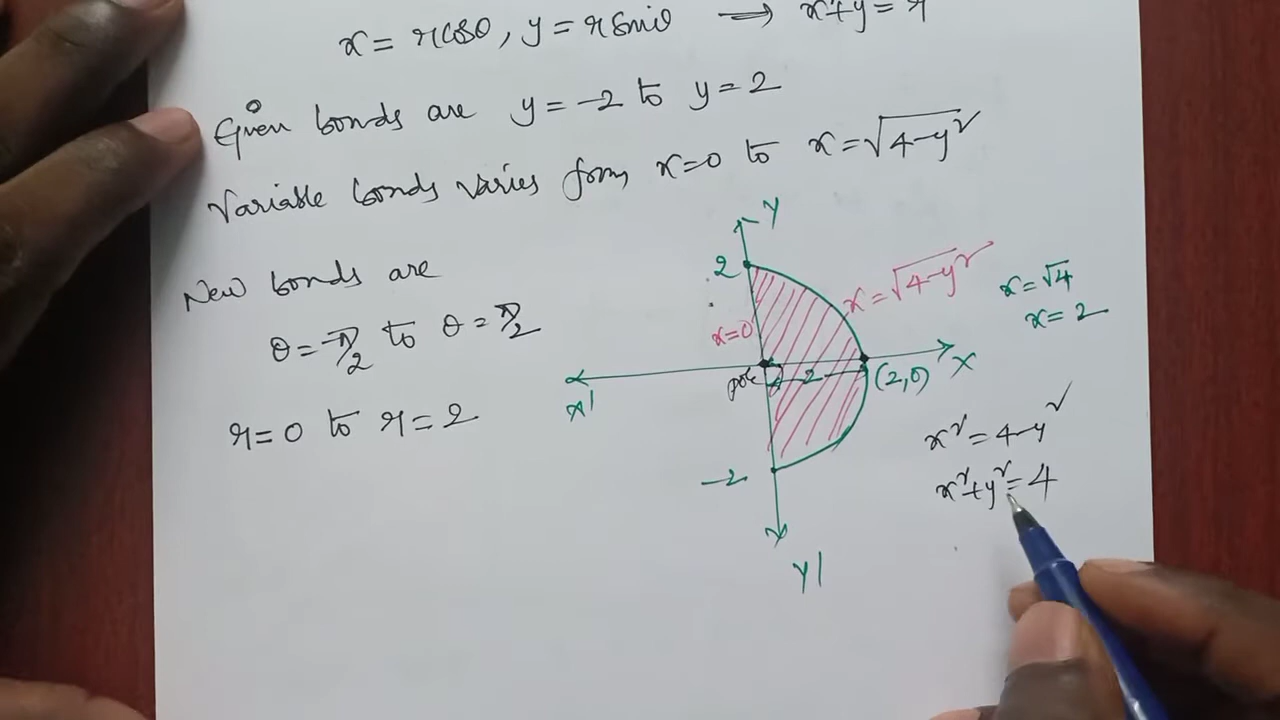 x = r cosθ, y = r sinθ → x²+y² = r²
Given bonds are y = -2 to y = 2
Variable bonds varies from x=0 to x = √4-y²
New bonds are
θ = -π/2 to θ = π/2
r = 0 to r = 2
Y
2
x = √4-y²
x=0
x = √4
x = 2
pole
2
(2,0)
X
X|
x² = 4-y²
x²+y² = 4
-2
Y|